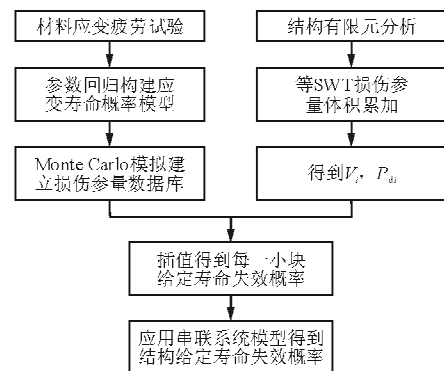 材料应变疲劳试验
参数回归构建应
变寿命概率模型
Monte Carlo模拟建
立损伤参量数据库
结构有限元分析
等SWT损伤参
量体积累加
得到Vi，Pdi
插值得到每一小块
给定寿命失效概率
应用串联系统模型得到
结构给定寿命失效概率